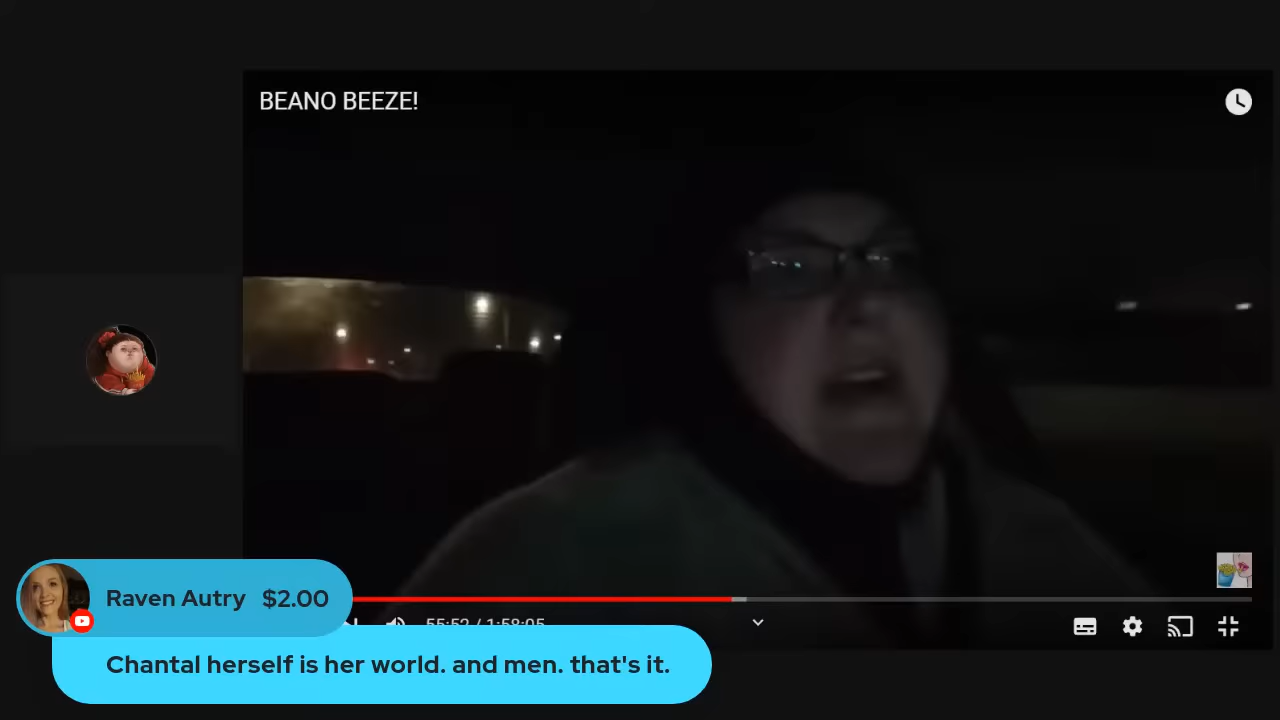 BEANO BEEZE!
Raven Autry $2.00
55:52 / 1:58:05
Chantal herself is her world. and men. that's it.